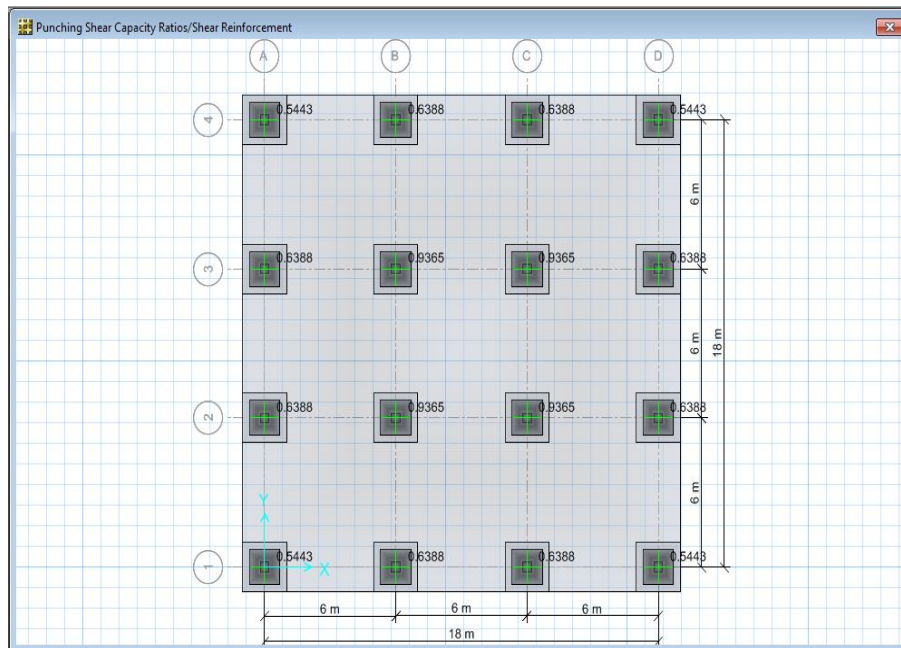 Punching Shear Capacity Ratios/Shear Reinforcement
A B C D
4 0.5443 0.6388 0.6388 0.5443
6 m
3 0.6388 0.9365 0.9365 0.6388
6 m
18 m
2 0.6388 0.9365 0.9365 0.6388
6 m
Y
1 0.5443 X 0.6388 0.6388 0.5443
6 m 6 m 6 m
18 m